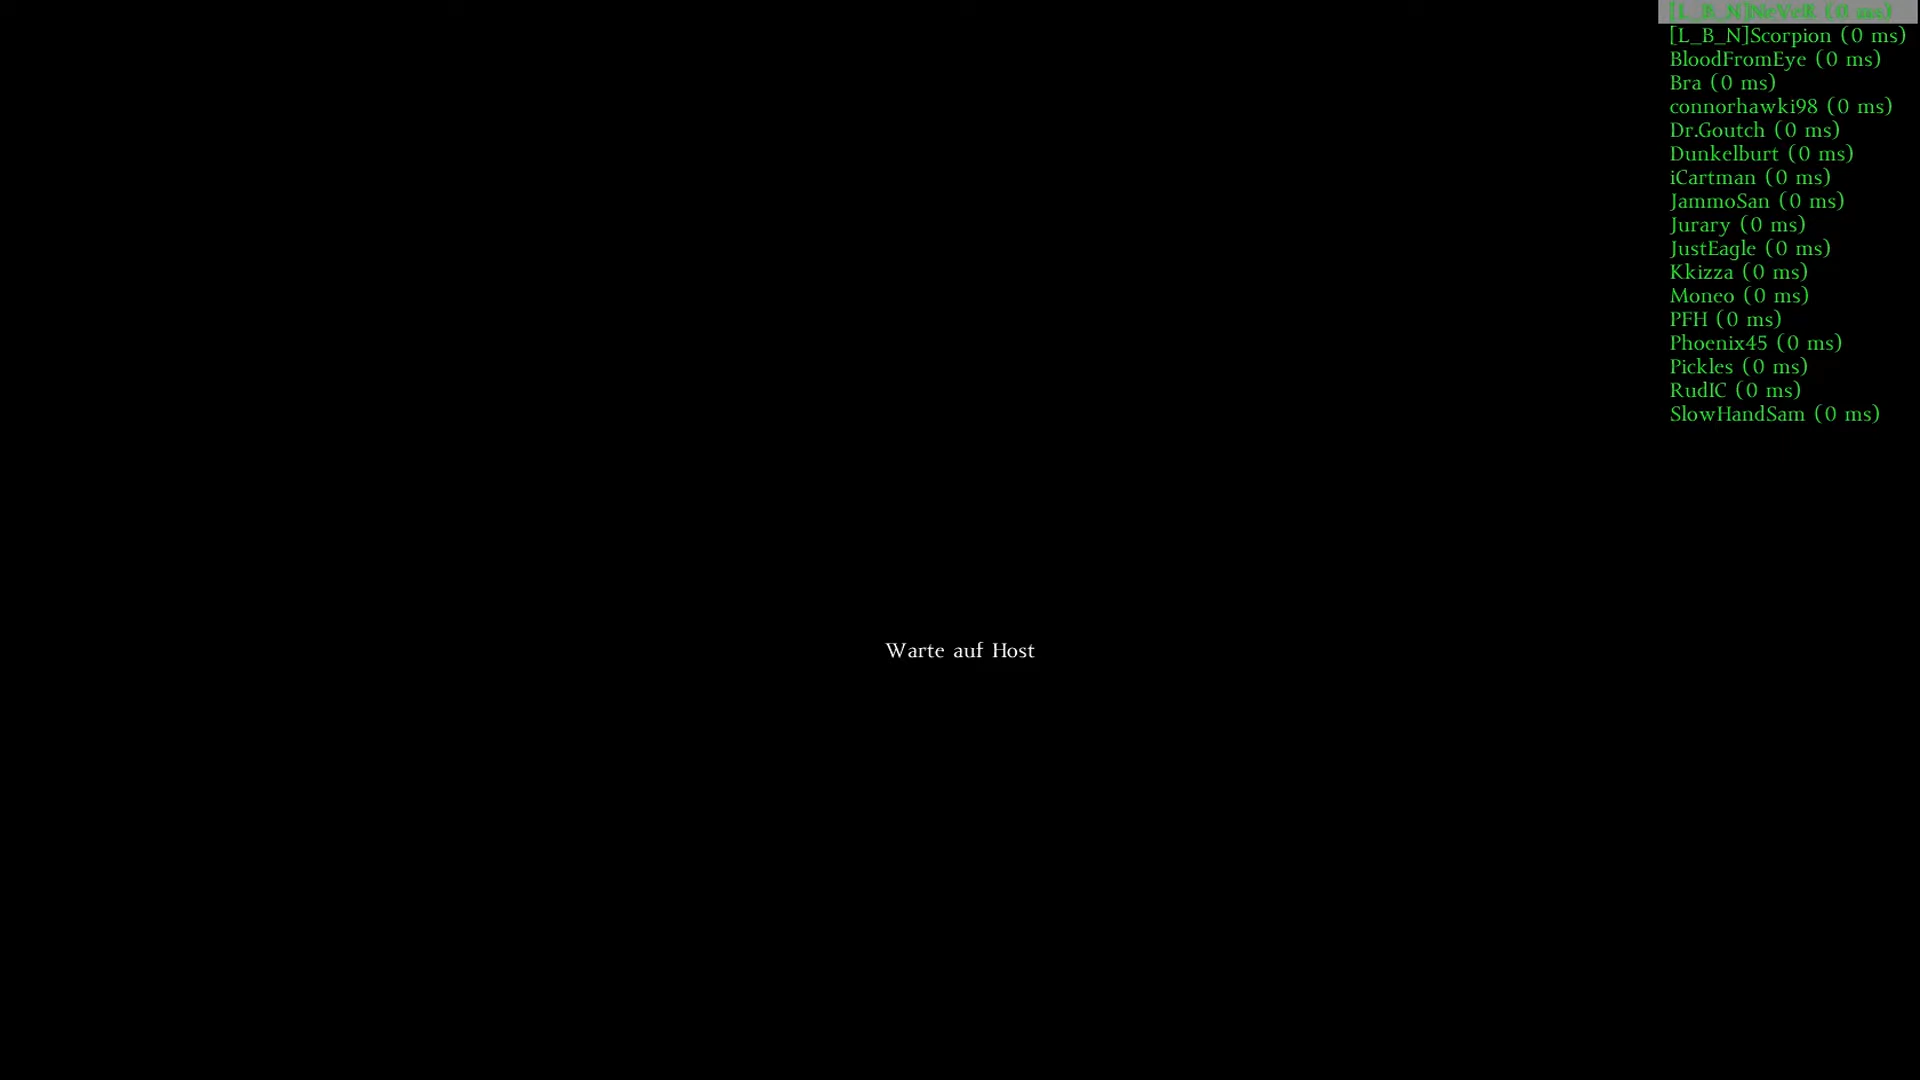 [L_B_N]NeVeR (0 ms)
[L_B_N]Scorpion (0 ms)
BloodFromEye (0 ms)
Bra (0 ms)
connorhawki98 (0 ms)
Dr.Goutch (0 ms)
Dunkelburt (0 ms)
iCartman (0 ms)
JammoSan (0 ms)
Jurary (0 ms)
JustEagle (0 ms)
Kkizza (0 ms)
Moneo (0 ms)
PFH (0 ms)
Phoenix45 (0 ms)
Pickles (0 ms)
RudIC (0 ms)
SlowHandSam (0 ms)
Warte auf Host